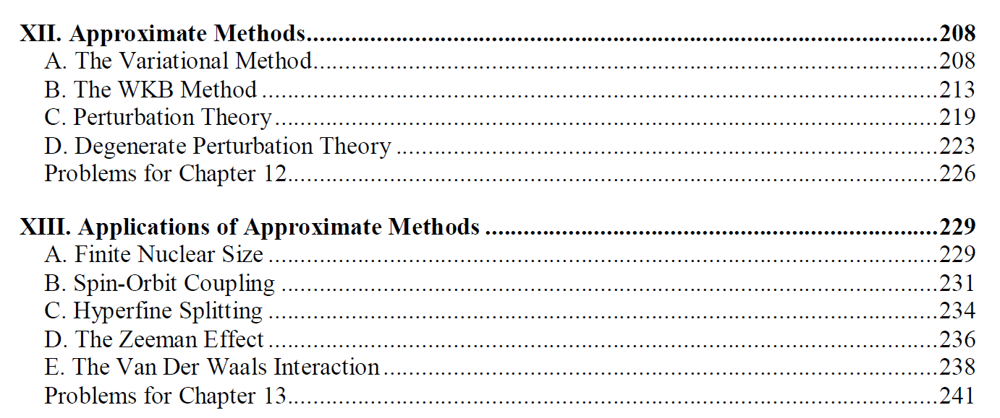 XII. Approximate Methods..........................................................................................208
A. The Variational Method.......................................................................................208
B. The WKB Method ..............................................................................................213
C. Perturbation Theory............................................................................................219
D. Degenerate Perturbation Theory ...........................................................................223
Problems for Chapter 12..........................................................................................226
XIII. Applications of Approximate Methods ................................................................229
A. Finite Nuclear Size .............................................................................................229
B. Spin-Orbit Coupling ...........................................................................................231
C. Hyperfine Splitting .............................................................................................234
D. The Zeeman Effect .............................................................................................236
E. The Van Der Waals Interaction .............................................................................238
Problems for Chapter 13..........................................................................................241